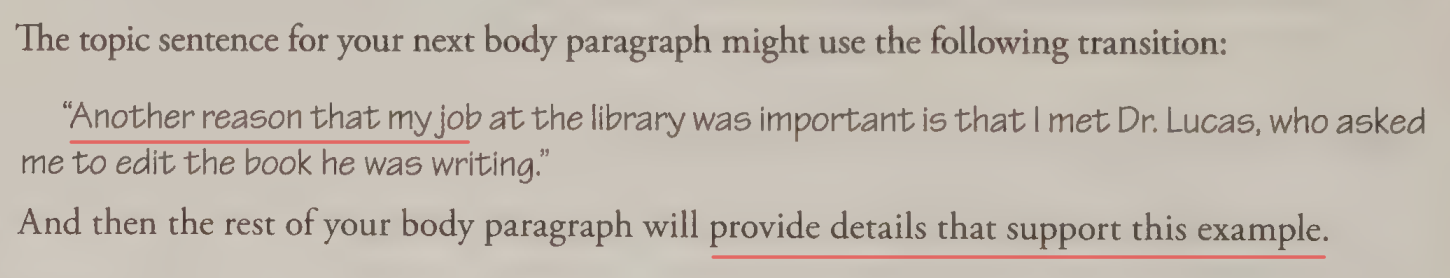 The topic sentence for your next body paragraph might use the following transition:
“Another reason that my job at the library was important is that I met Dr. Lucas, who asked
me to edit the book he was writing.”
And then the rest of your body paragraph will provide details that support this example.